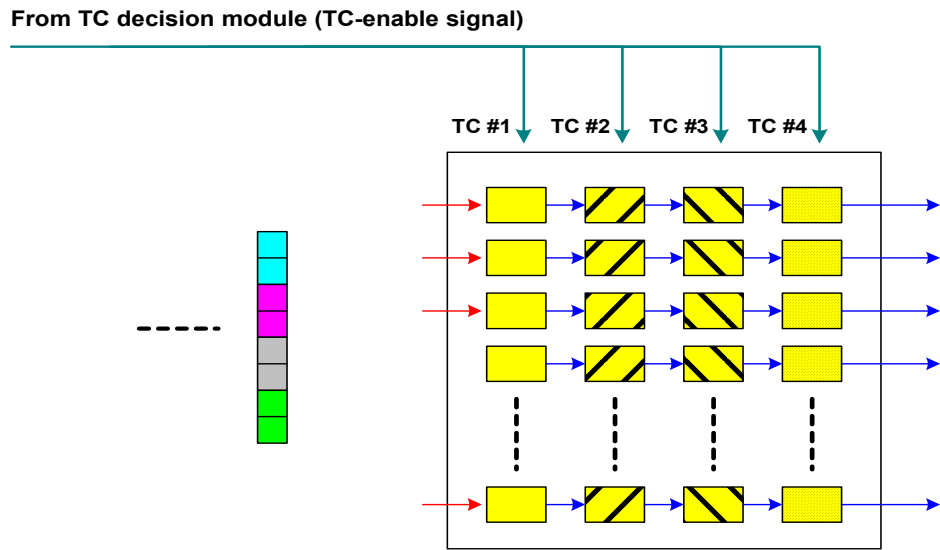 From TC decision module (TC-enable signal)
TC #1 TC #2 TC #3 TC #4